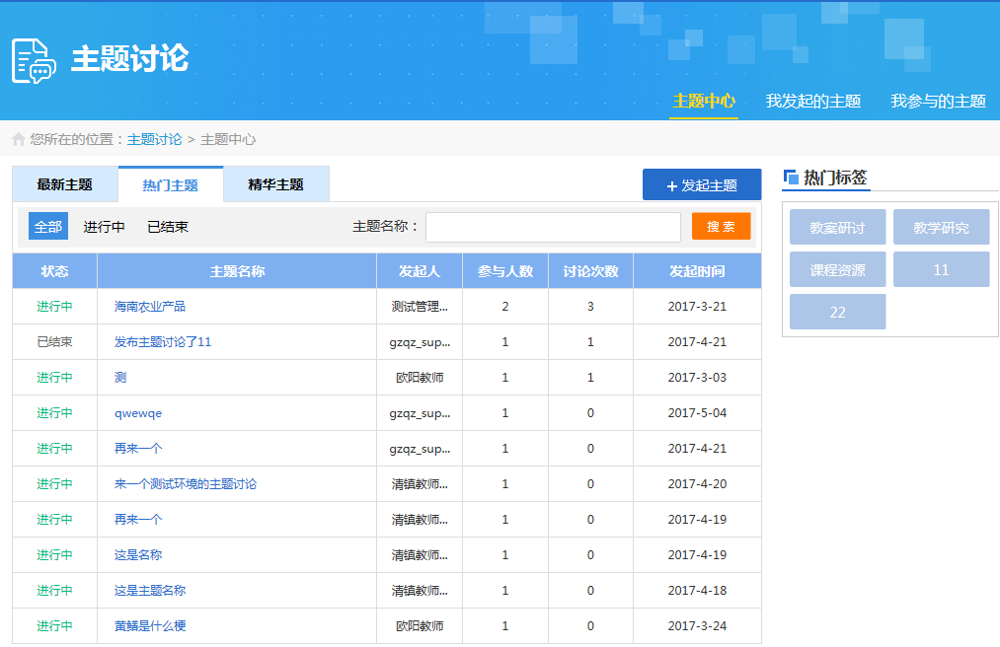 主题讨论
主题中心 我发起的主题 我参与的主题
您所在的位置：主题讨论 > 主题中心
最新主题 热门主题 精华主题 + 发起主题
全部 进行中 已结束 主题名称： 搜 索
状态 主题名称 发起人 参与人数 讨论次数 发起时间
进行中 海南农业产品 测试管理... 2 3 2017-3-21
已结束 发布主题讨论了11 gzqz_sup... 1 1 2017-4-21
进行中 测 欧阳教师 1 1 2017-3-03
进行中 qwewqe gzqz_sup... 1 0 2017-5-04
进行中 再来一个 gzqz_sup... 1 0 2017-4-21
进行中 来一个测试环境的主题讨论 清镇教师... 1 0 2017-4-20
进行中 再来一个 清镇教师... 1 0 2017-4-19
进行中 这是名称 清镇教师... 1 0 2017-4-19
进行中 这是主题名称 清镇教师... 1 0 2017-4-18
进行中 黄鳝是什么梗 欧阳教师 1 0 2017-3-24
热门标签
教案研讨 教学研究
课程资源 11
22